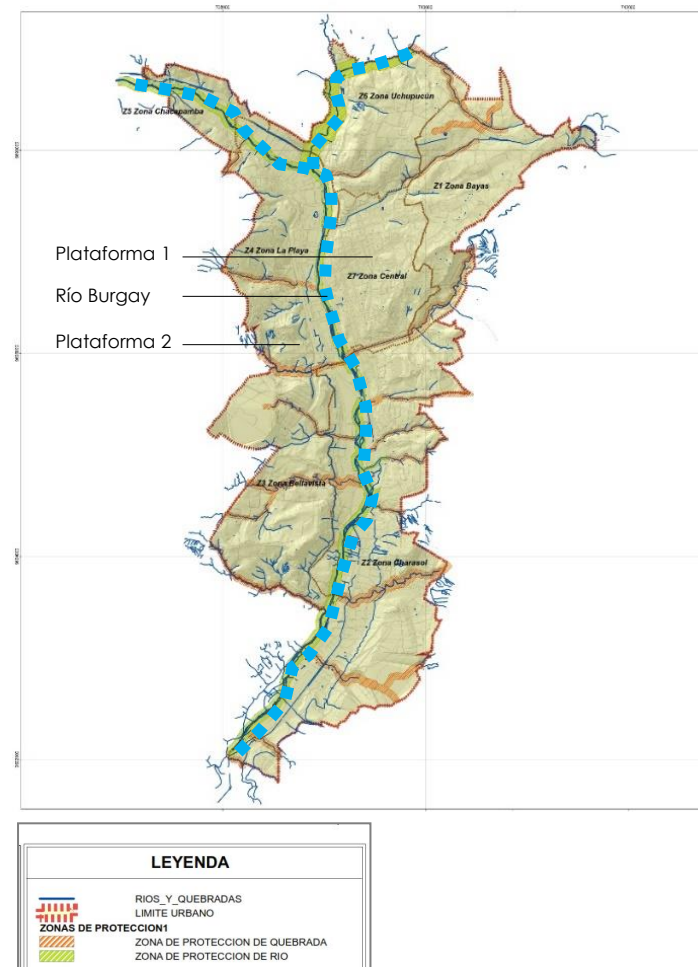 Z6 Zona Uchupucún
Z5 Zona Chacapamba
Z1 Zona Bayas
Z4 Zona La Playa
Plataforma 1
Z7 Zona Central
Río Burgay
Plataforma 2
Z3 Zona Bellavista
Z2 Zona Charasol
LEYENDA
RIOS_Y_QUEBRADAS
LIMITE URBANO
ZONAS DE PROTECCION1
ZONA DE PROTECCION DE QUEBRADA
ZONA DE PROTECCION DE RIO